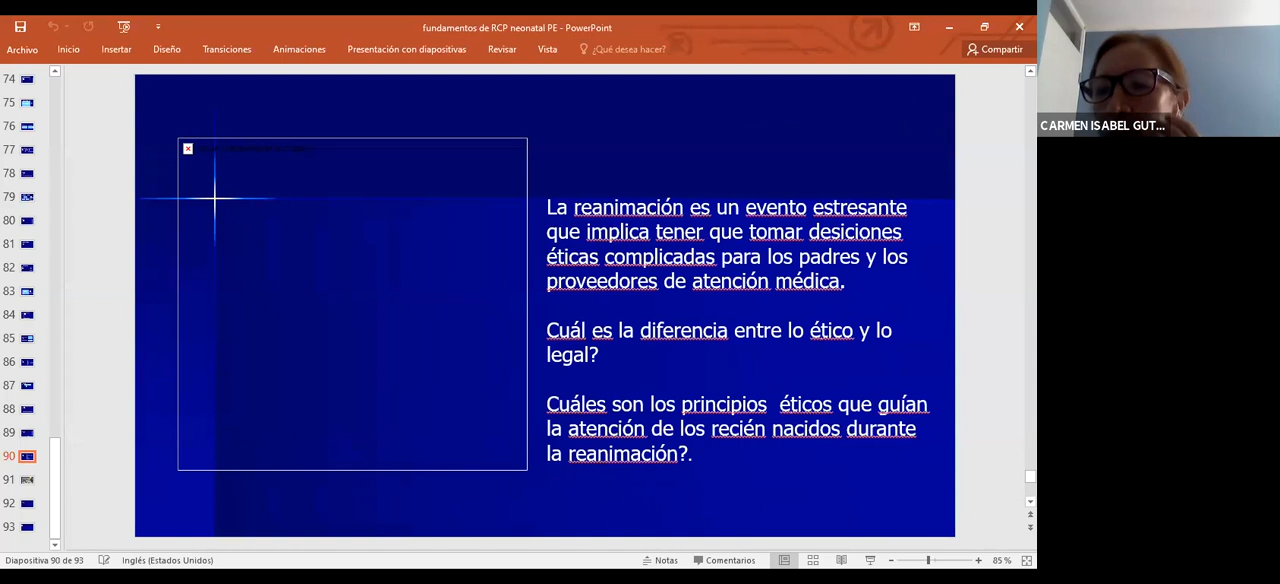 fundamentos de RCP neonatal PE - PowerPoint
Archivo Inicio Insertar Diseño Transiciones Animaciones Presentación con diapositivas Revisar Vista ¿Qué desea hacer? Compartir
CARMEN ISABEL GUT...
74
75
76
77
78
79
80
81
82
83
84
85
86
87
88
89
90
91
92
93
La reanimación es un evento estresante
que implica tener que tomar desiciones
éticas complicadas para los padres y los
proveedores de atención médica.
Cuál es la diferencia entre lo ético y lo
legal?
Cuáles son los principios éticos que guían
la atención de los recién nacidos durante
la reanimación?.
Diapositiva 90 de 93 Inglés (Estados Unidos) Notas Comentarios 85 %